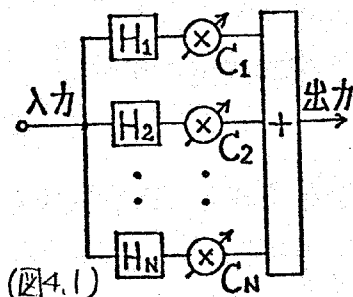 H1 × C1
入力 出力
H2 × C2 +
HN × CN
(図4.1)